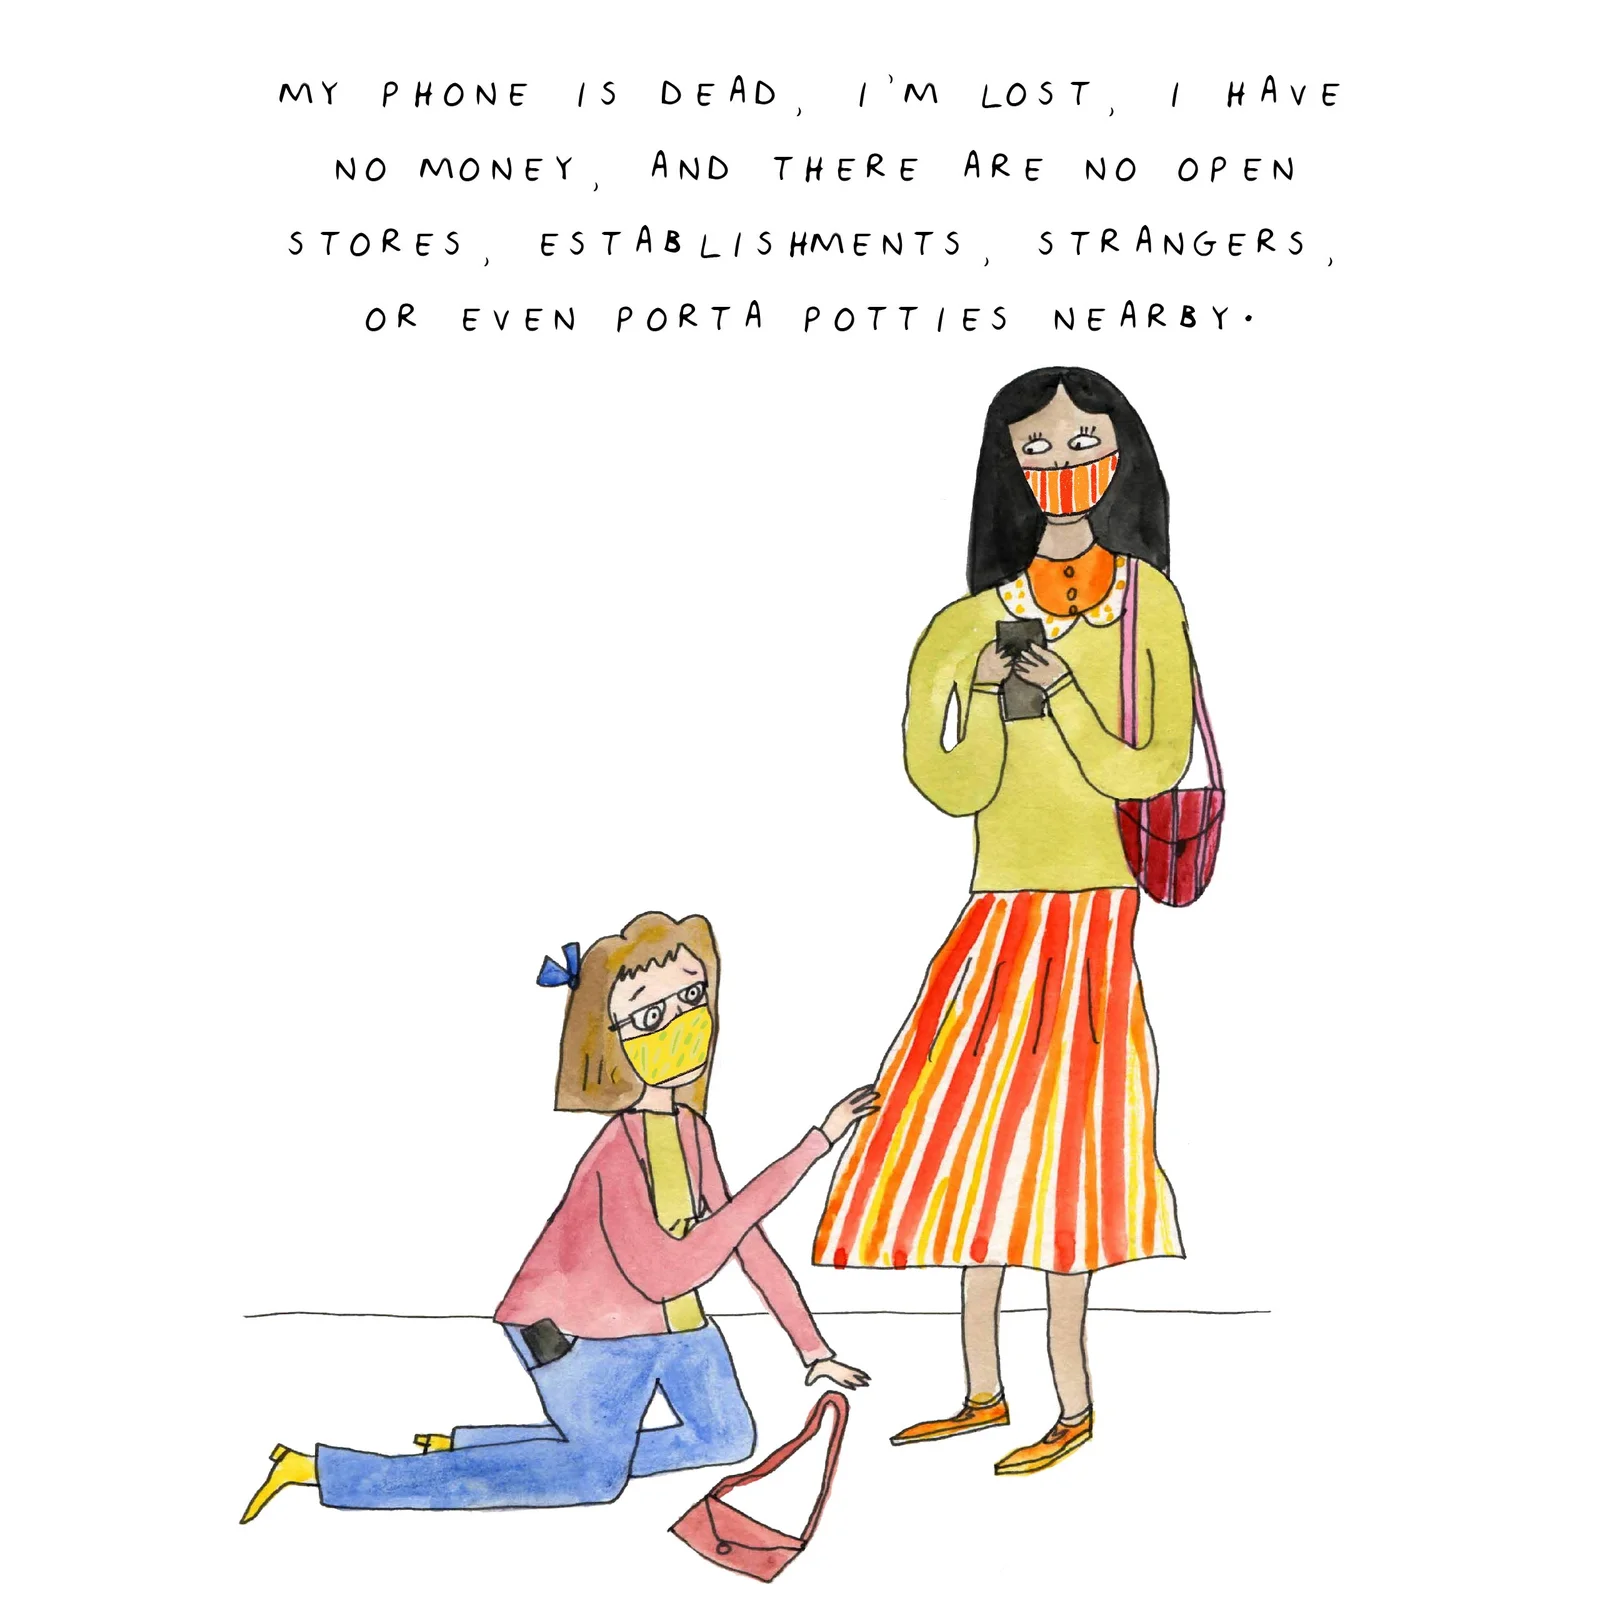 MY PHONE IS DEAD, I'M LOST, I HAVE
NO MONEY, AND THERE ARE NO OPEN
STORES, ESTABLISHMENTS, STRANGERS,
OR EVEN PORTA POTTIES NEARBY.